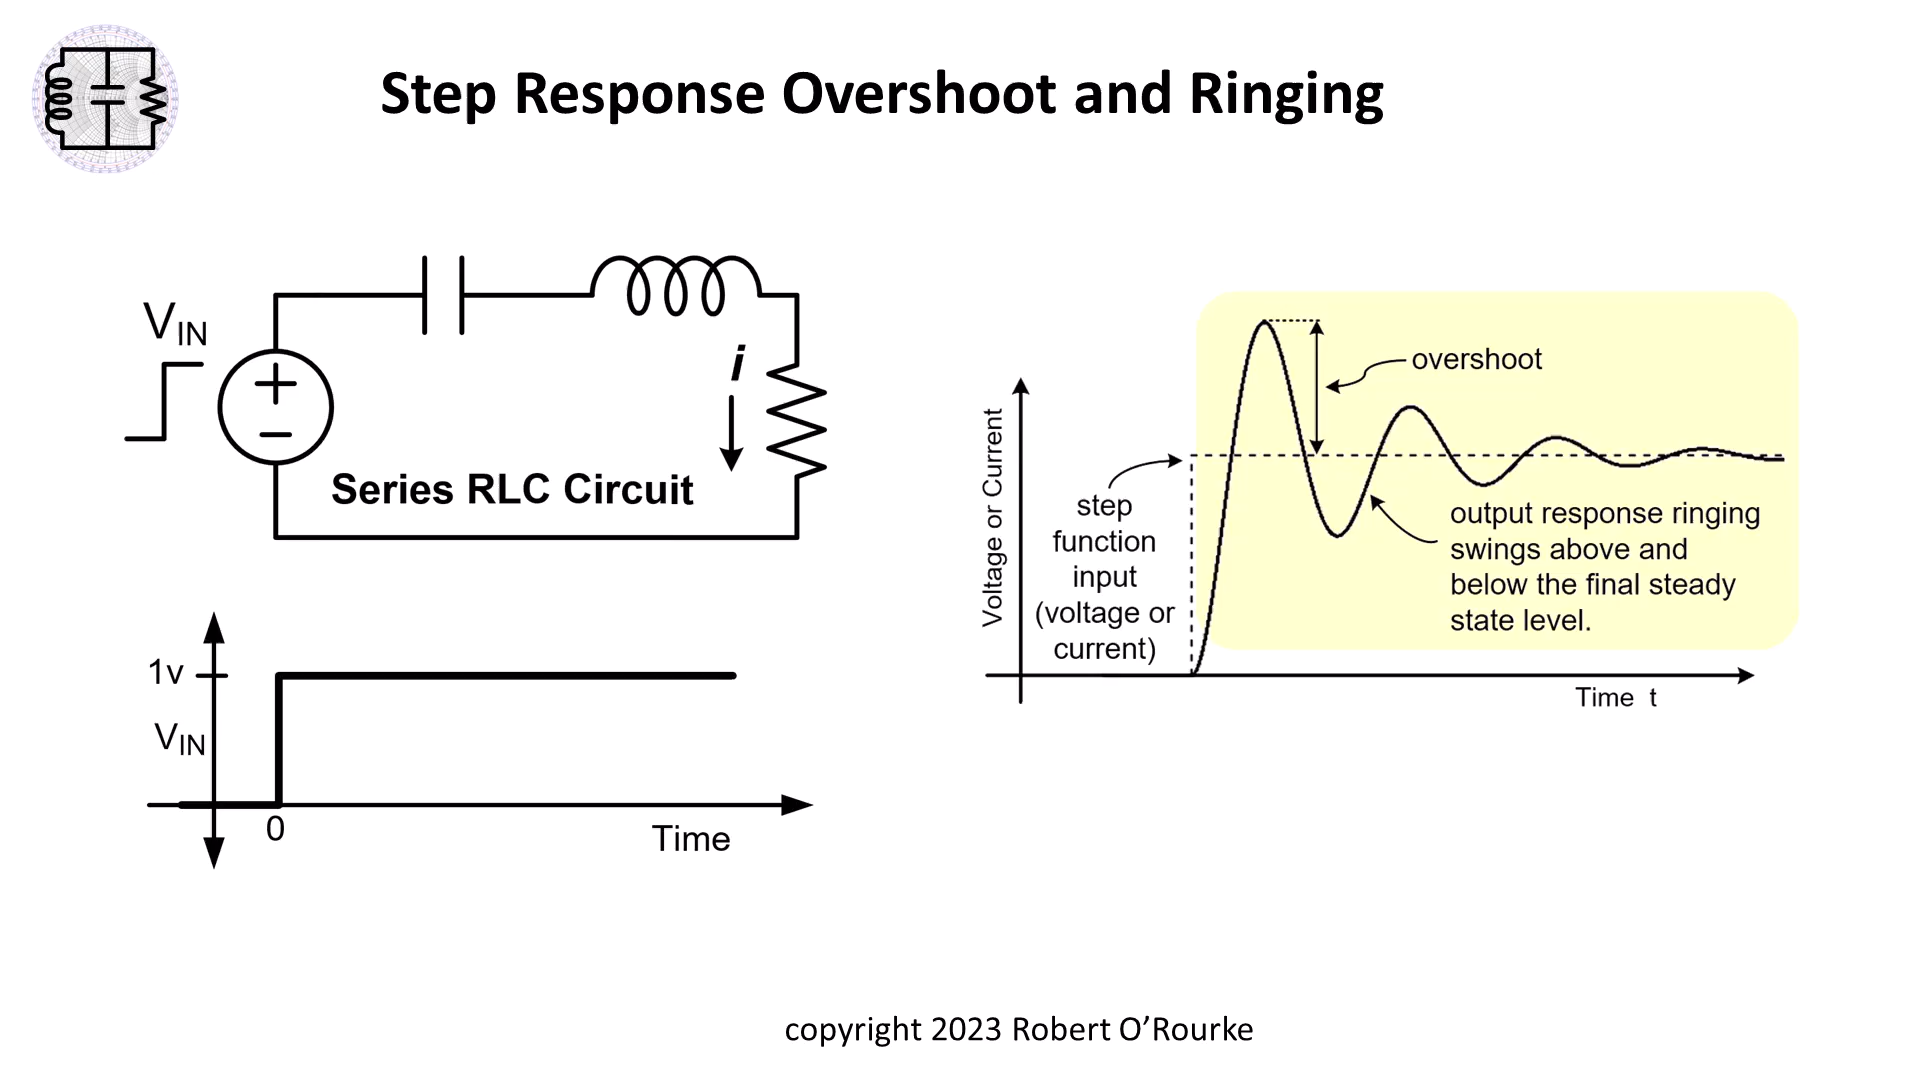 Step Response Overshoot and Ringing
VIN
+
−
i
Series RLC Circuit
1v
VIN
0
Time
Voltage or Current
step
function
input
(voltage or
current)
overshoot
output response ringing
swings above and
below the final steady
state level.
Time t
copyright 2023 Robert O’Rourke